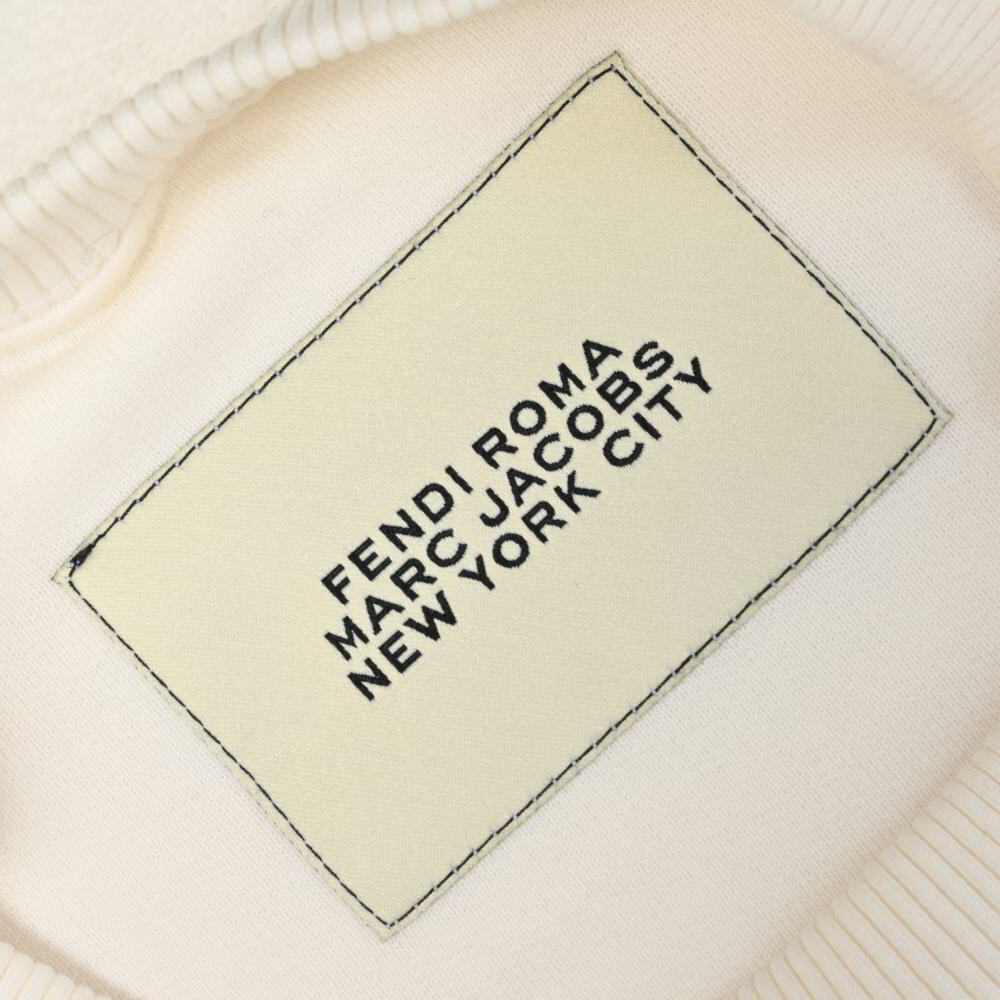 FENDI ROMA
MARC JACOBS
NEW YORK CITY